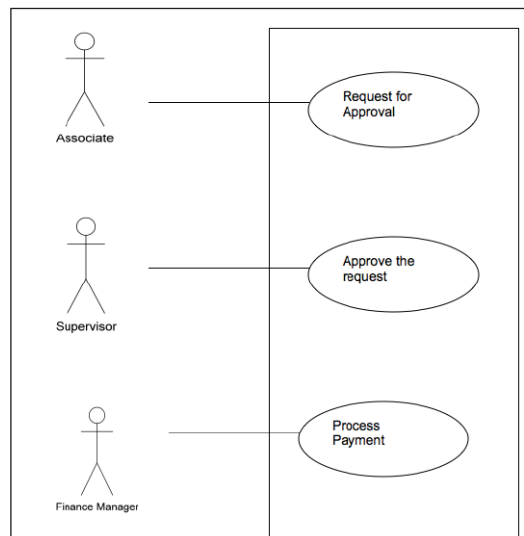 Request for
Approval
Associate
Approve the
request
Supervisor
Process
Payment
Finance Manager